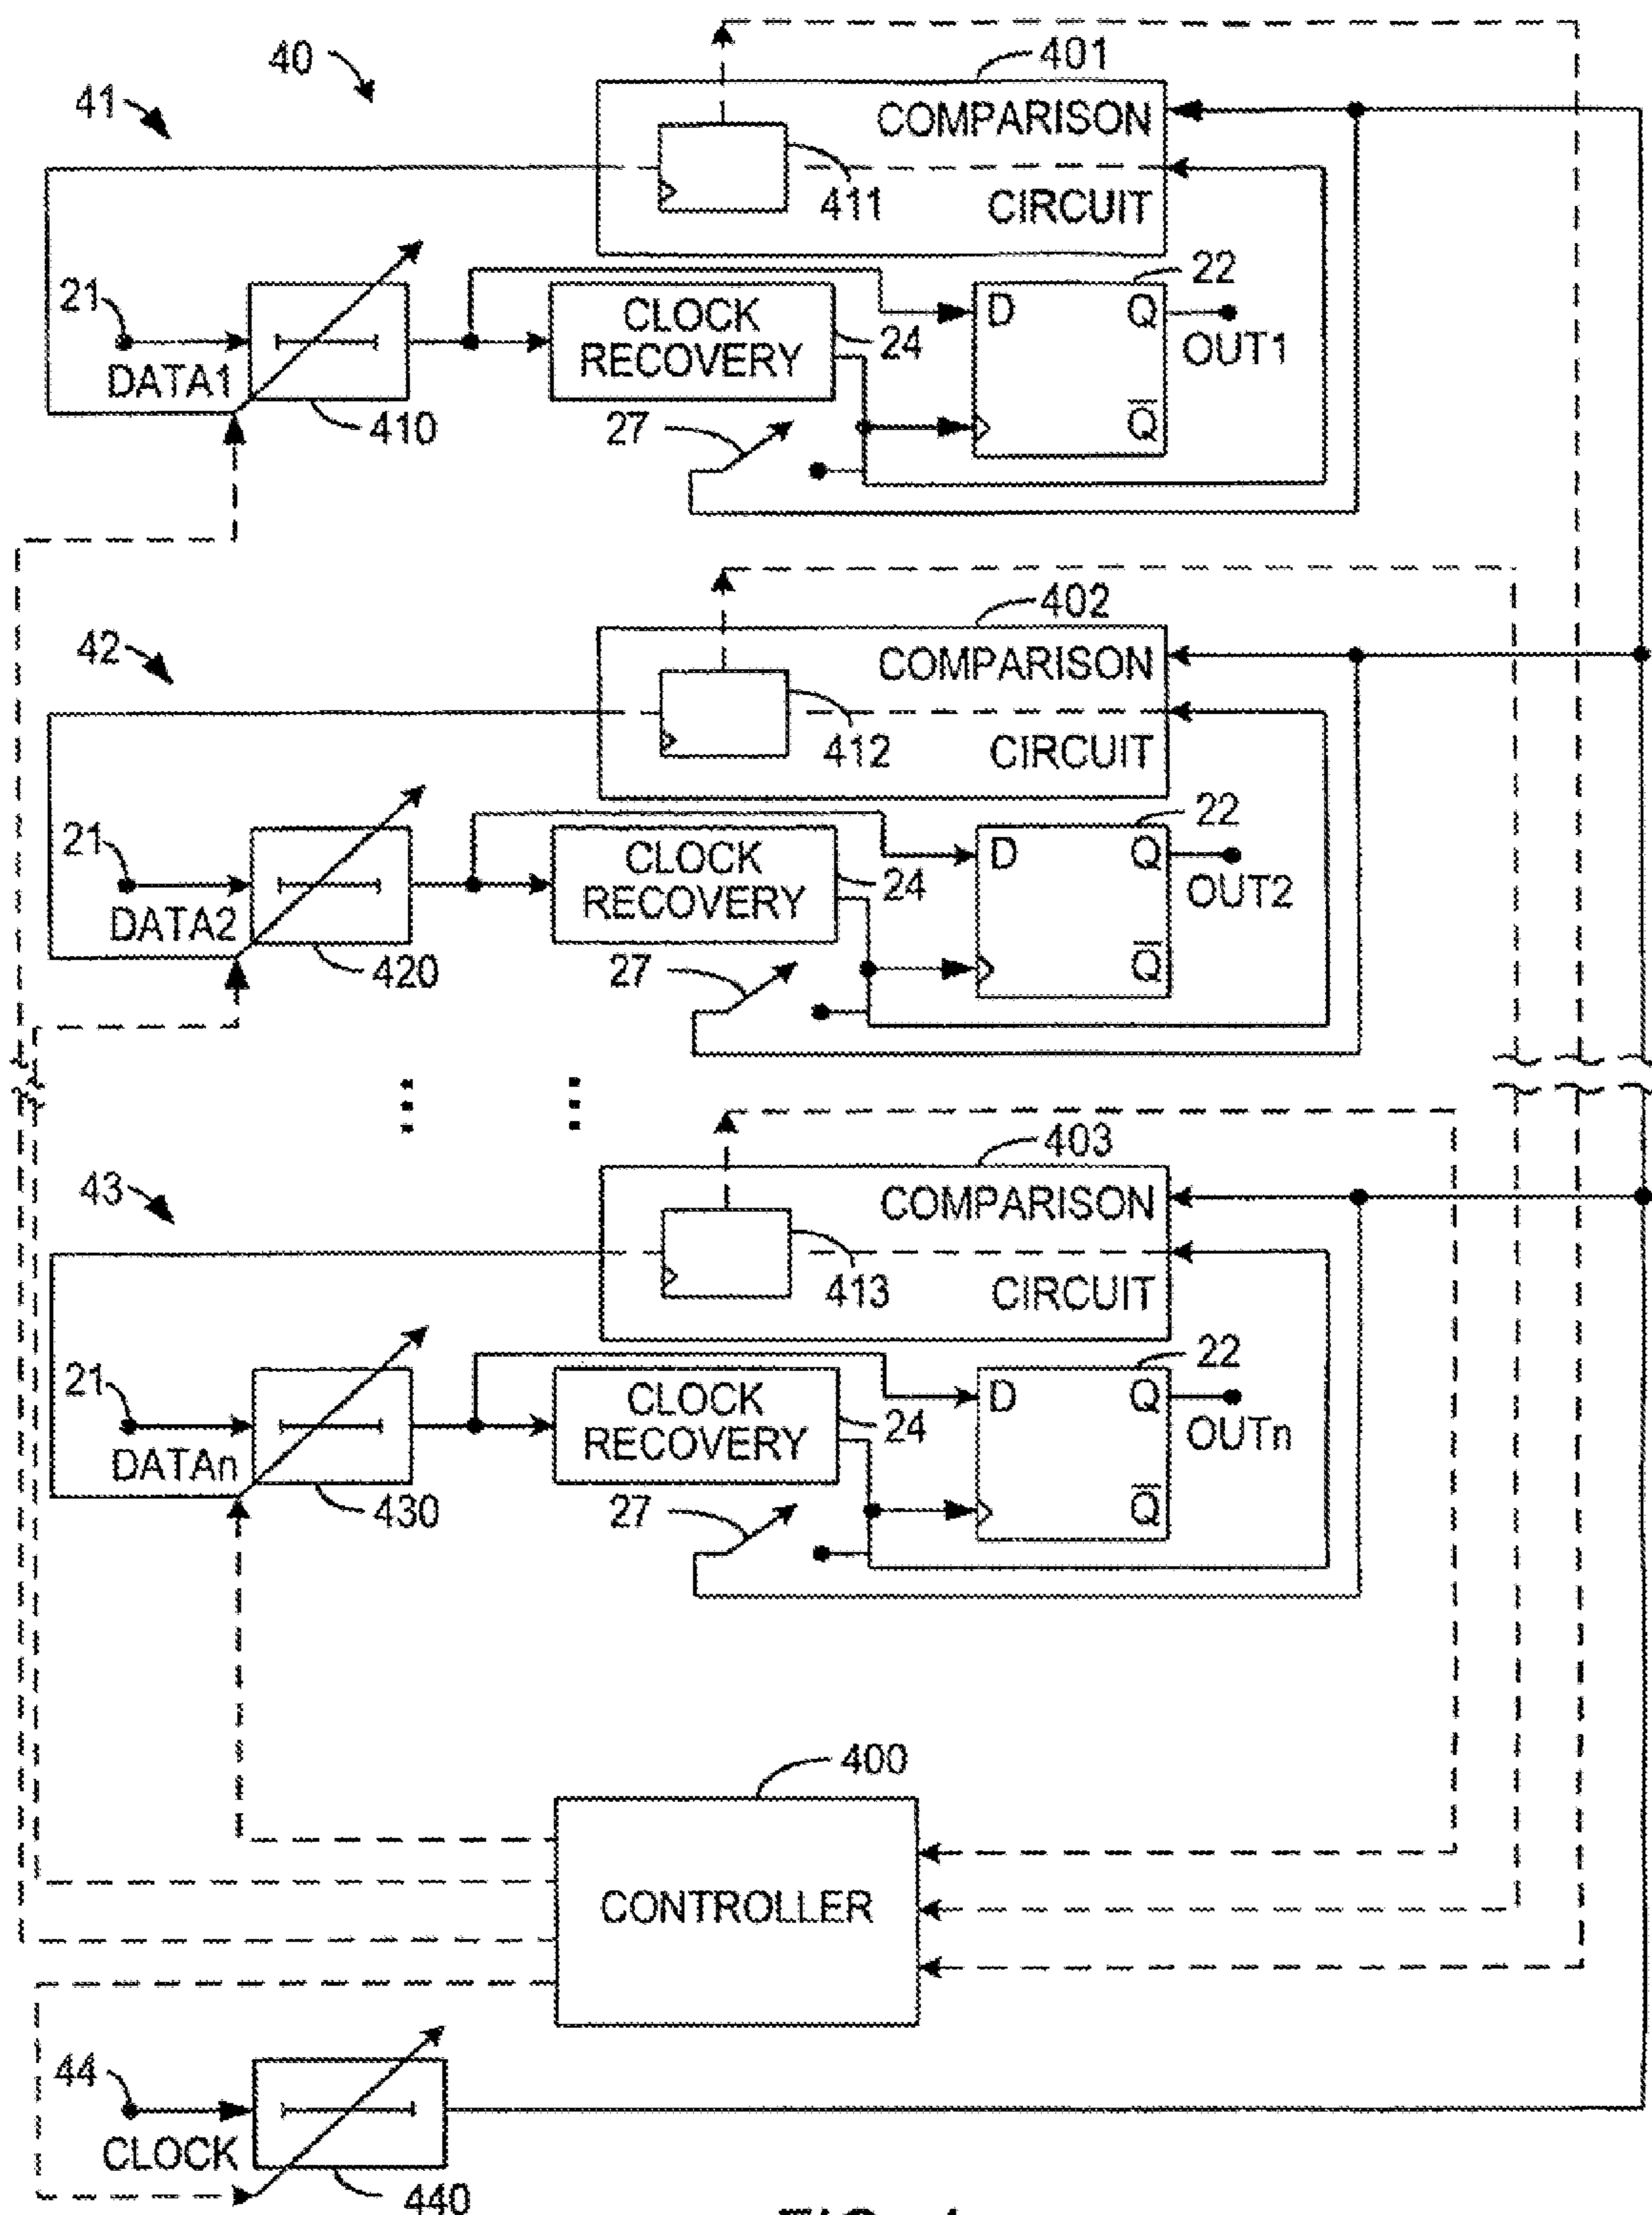 40
401
41
COMPARISON
411
CIRCUIT
21
DATA1
410
CLOCK
RECOVERY
24
22
D
Q
OUT1
Q̅
27
402
42
COMPARISON
412
CIRCUIT
21
DATA2
420
CLOCK
RECOVERY
24
22
D
Q
OUT2
Q̅
27
403
43
COMPARISON
413
CIRCUIT
21
DATAn
430
CLOCK
RECOVERY
24
22
D
Q
OUTn
Q̅
27
400
CONTROLLER
44
CLOCK
440